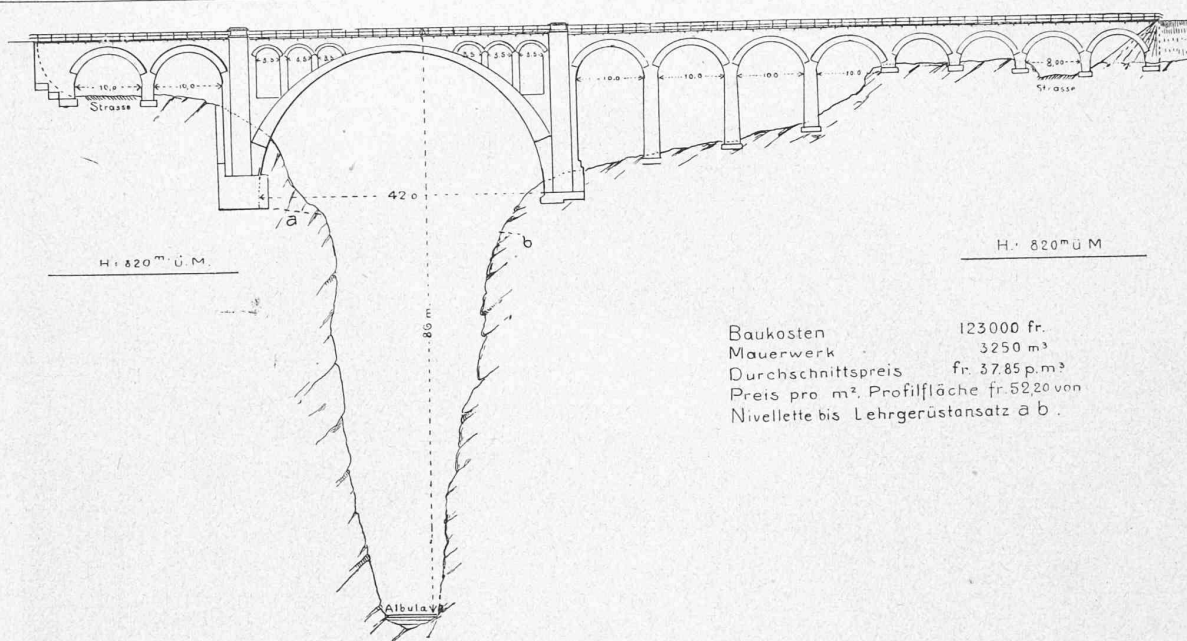 3.5 3.5 3.5
3.5 3.5 3.5
10.0 10.0
10.0 10.0 10.0 10.0
8.00
Strasse
Strasse
42 o
a
b
H. 820 m ü. M.
H. 820 m ü M
86 m
Baukosten 123000 fr.
Mauerwerk 3250 m³
Durchschnittspreis fr. 37.85 p. m³
Preis pro m². Profilfläche fr. 52,20 von
Nivellette bis Lehrgerüstansatz a b.
Albula